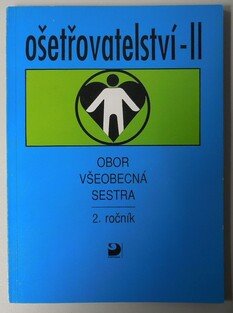 ošetřovatelství-II
OBOR
VŠEOBECNÁ
SESTRA
2. ročník